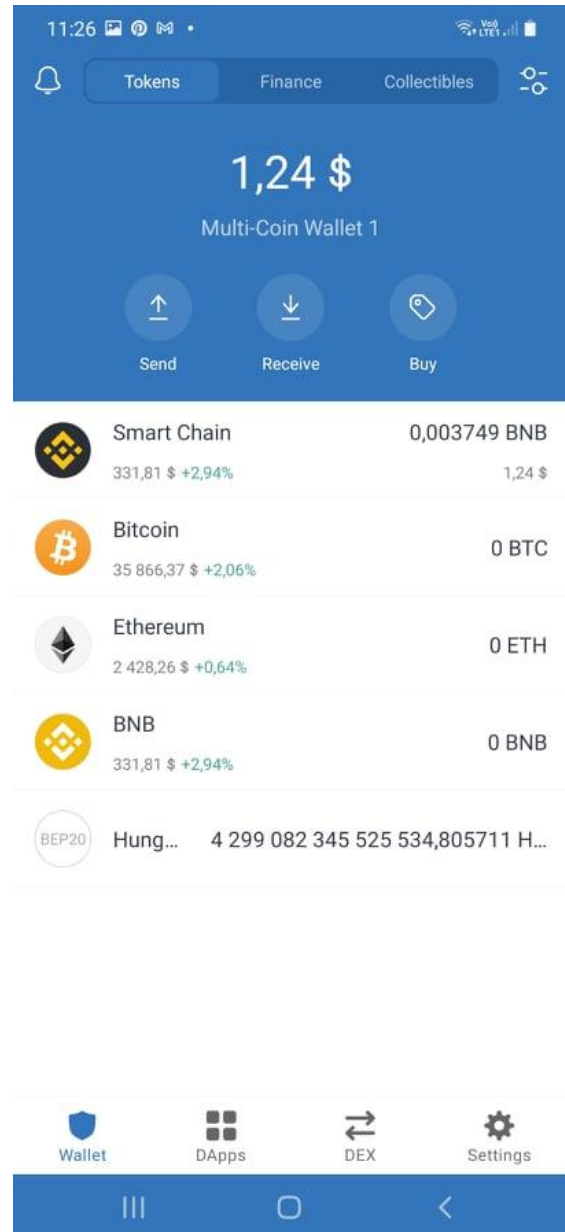 11:26
Vo)) LTE1
Tokens Finance Collectibles
1,24 $
Multi-Coin Wallet 1
Send Receive Buy
Smart Chain 0,003749 BNB
331,81 $ +2,94% 1,24 $
Bitcoin 0 BTC
35 866,37 $ +2,06%
Ethereum 0 ETH
2 428,26 $ +0,64%
BNB 0 BNB
331,81 $ +2,94%
BEP20 Hung... 4 299 082 345 525 534,805711 H...
Wallet DApps DEX Settings